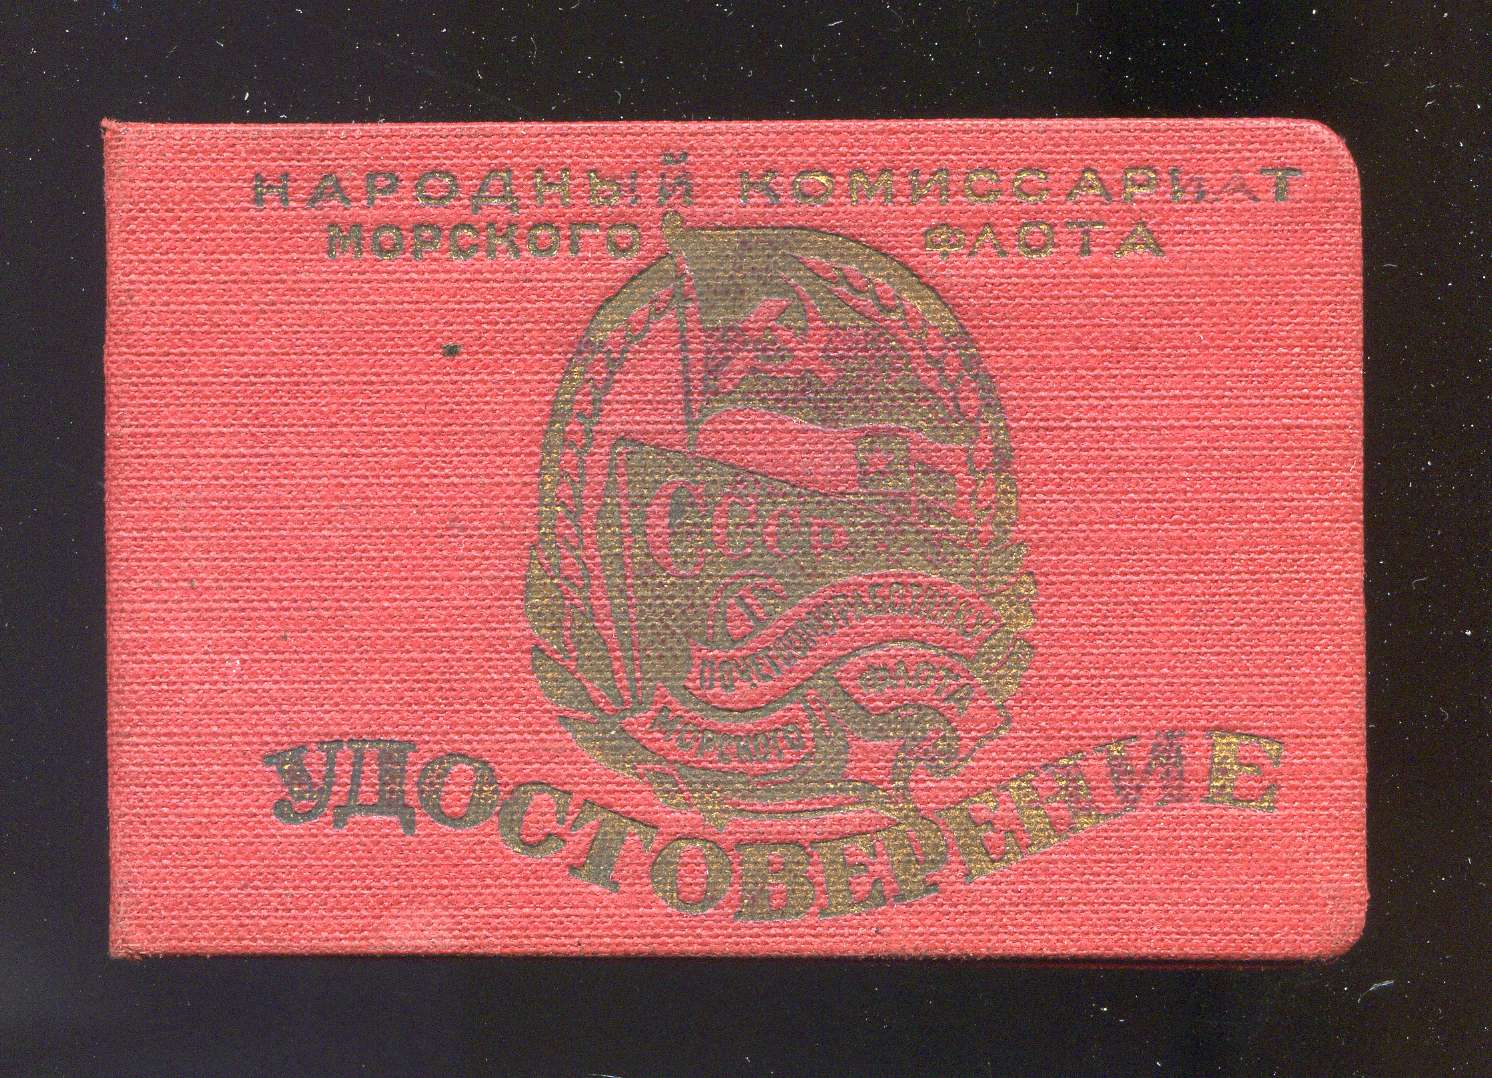 НАРОДНЫЙ КОМИССАРИАТ
МОРСКОГО ФЛОТА
СССР
ПОЧЕТНОМУ РАБОТНИКУ
МОРСКОГО ФЛОТА
УДОСТОВЕРЕНИЕ